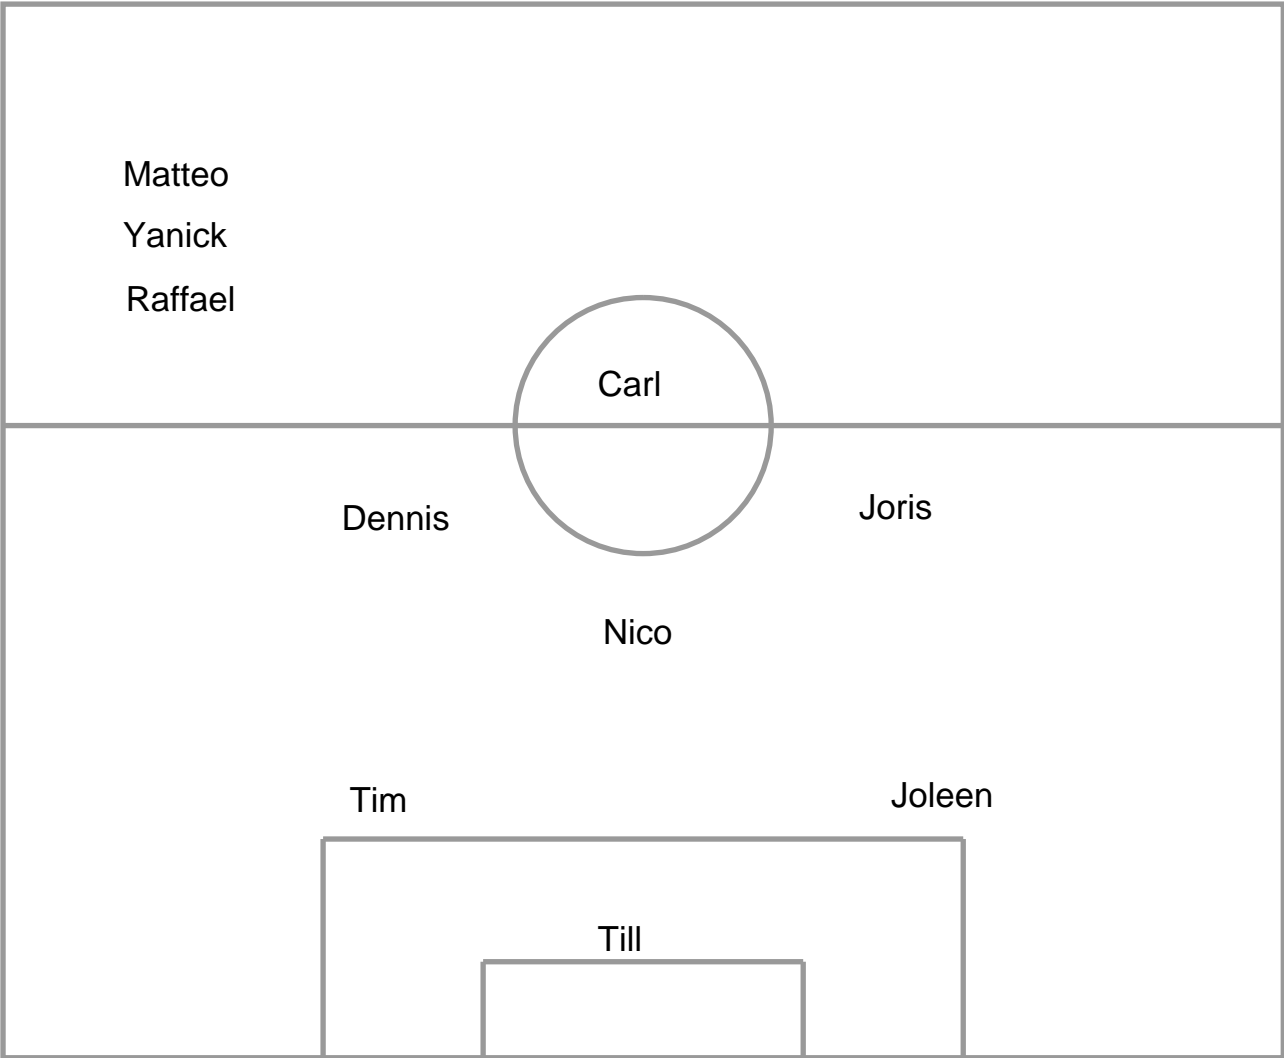 Matteo
Yanick
Raffael
Carl
Dennis
Joris
Nico
Tim
Joleen
Till